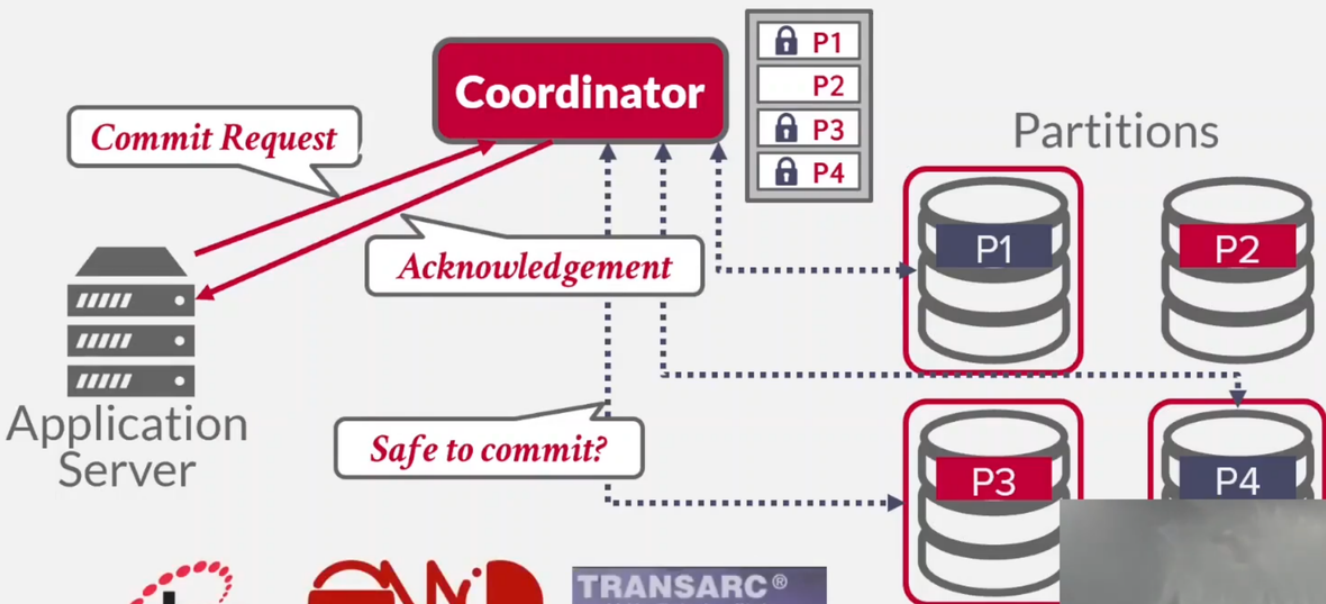 Coordinator
P1
P2
P3
P4
Commit Request
Partitions
Acknowledgement
P1
P2
Application
Server
Safe to commit?
P3
P4
TRANSARC®